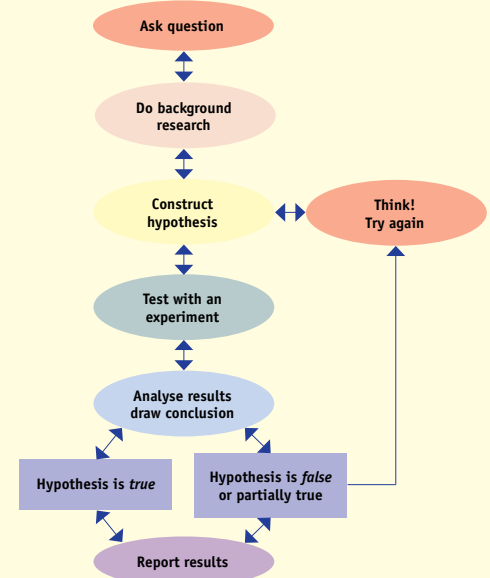 Ask question
Do background
research
Construct
hypothesis
Think!
Try again
Test with an
experiment
Analyse results
draw conclusion
Hypothesis is true
Hypothesis is false
or partially true
Report results